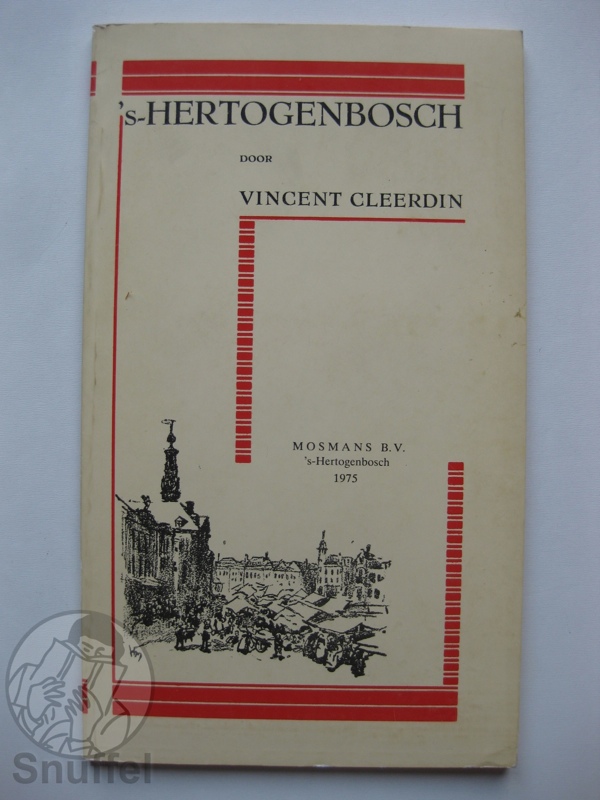 's-HERTOGENBOSCH
DOOR
VINCENT CLEERDIN
MOSMANS B.V.
's-Hertogenbosch
1975
Snuffel